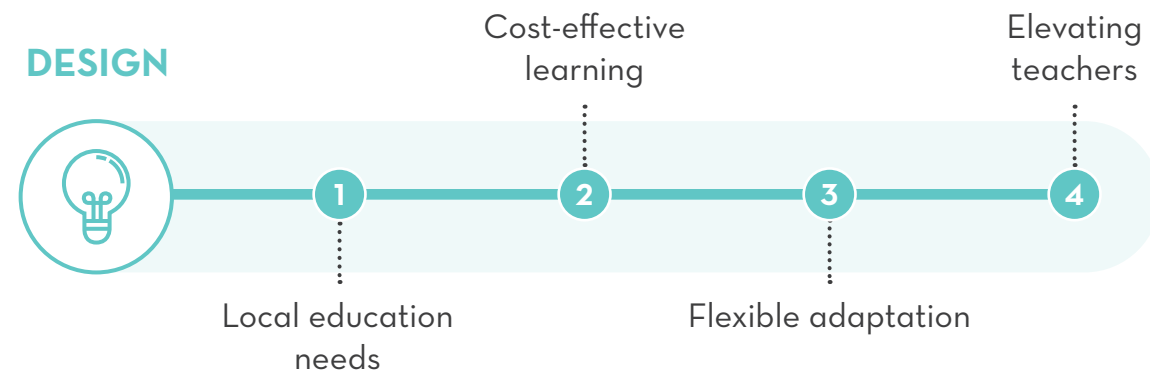 DESIGN
1
Local education
needs
2
Cost-effective
learning
3
Flexible adaptation
4
Elevating
teachers